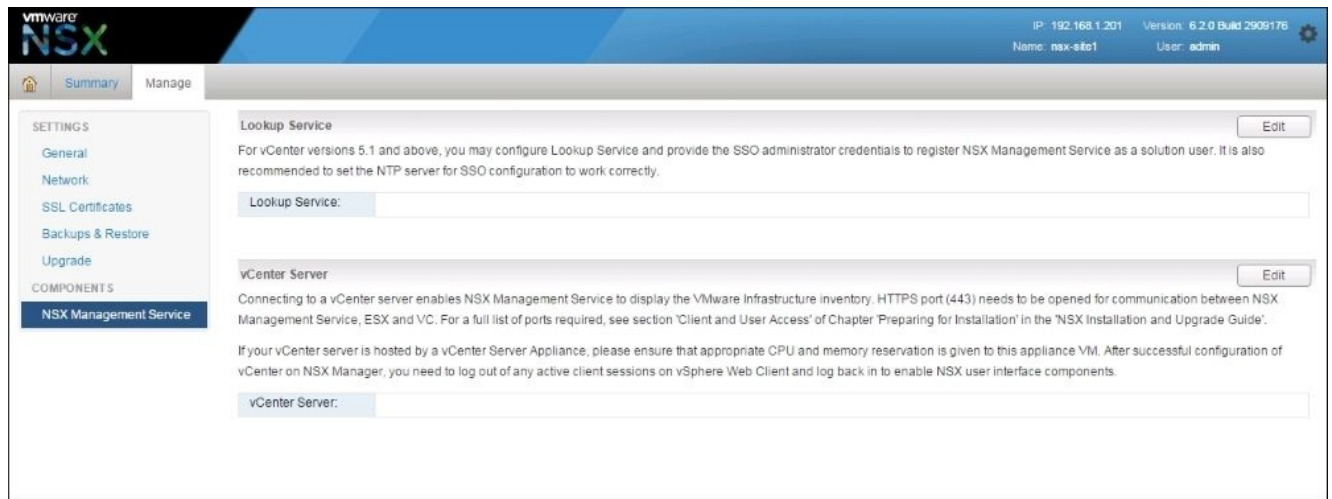 vmware
NSX
IP: 192.168.1.201 Version: 6.2.0 Build 2909176
Name: nsx-site1 User: admin
Summary Manage
SETTINGS
General
Network
SSL Certificates
Backups & Restore
Upgrade
COMPONENTS
NSX Management Service
Lookup Service Edit
For vCenter versions 5.1 and above, you may configure Lookup Service and provide the SSO administrator credentials to register NSX Management Service as a solution user. It is also
recommended to set the NTP server for SSO configuration to work correctly.
Lookup Service:
vCenter Server Edit
Connecting to a vCenter server enables NSX Management Service to display the VMware Infrastructure inventory. HTTPS port (443) needs to be opened for communication between NSX
Management Service, ESX and VC. For a full list of ports required, see section 'Client and User Access' of Chapter 'Preparing for Installation' in the 'NSX Installation and Upgrade Guide'.
If your vCenter server is hosted by a vCenter Server Appliance, please ensure that appropriate CPU and memory reservation is given to this appliance VM. After successful configuration of
vCenter on NSX Manager, you need to log out of any active client sessions on vSphere Web Client and log back in to enable NSX user interface components.
vCenter Server: